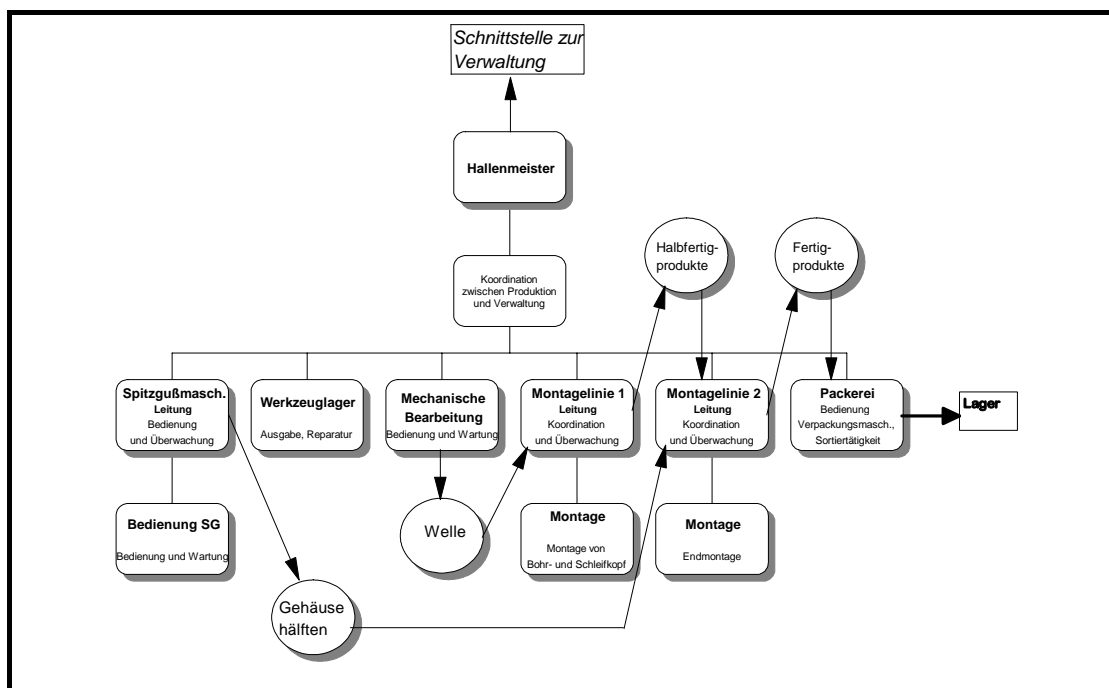 Schnittstelle zur
Verwaltung
Hallenmeister
Koordination
zwischen Produktion
und Verwaltung
Halbfertig-
produkte
Fertig-
produkte
Spitzgußmasch.
Leitung
Bedienung
und Überwachung
Werkzeuglager
Ausgabe, Reparatur
Mechanische
Bearbeitung
Bedienung und Wartung
Montagelinie 1
Leitung
Koordination
und Überwachung
Montagelinie 2
Leitung
Koordination
und Überwachung
Packerei
Bedienung
Verpackungsmasch.,
Sortiertätigkeit
Lager
Bedienung SG
Bedienung und Wartung
Welle
Montage
Montage von
Bohr- und Schleifkopf
Montage
Endmontage
Gehäuse
hälften